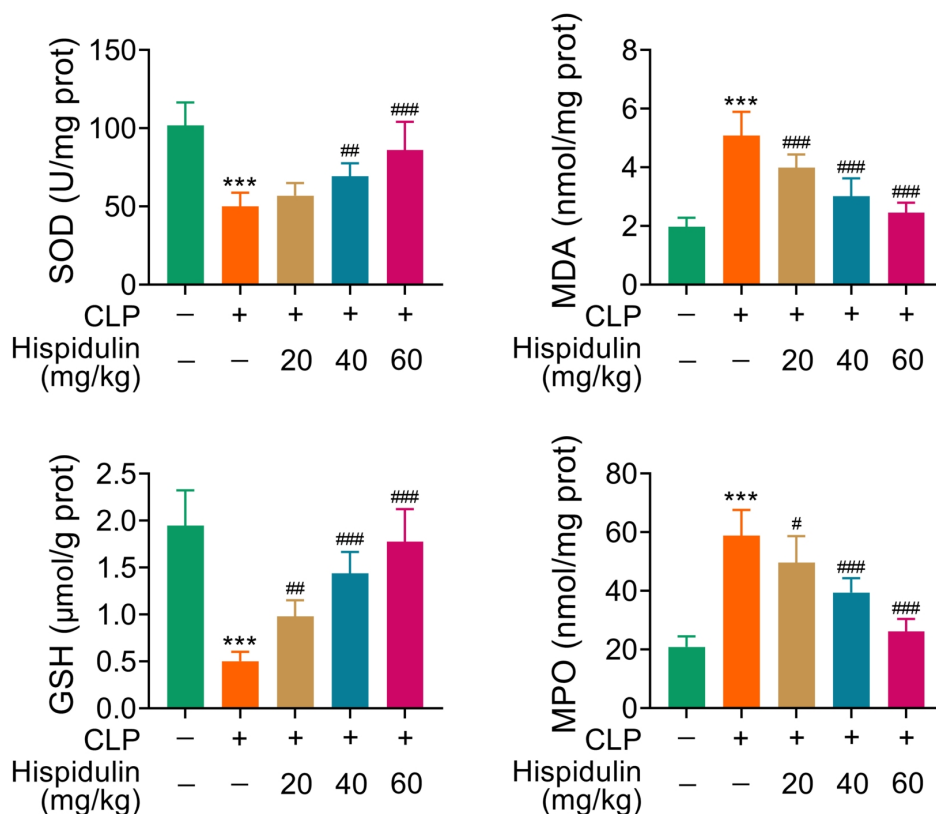 SOD (U/mg prot)
150
100
50
0
***
##
###
CLP – + + + +
Hispidulin
(mg/kg) – – 20 40 60
MDA (nmol/mg prot)
8
6
4
2
0
***
###
###
###
CLP – + + + +
Hispidulin
(mg/kg) – – 20 40 60
GSH (μmol/g prot)
2.5
2.0
1.5
1.0
0.5
0.0
***
##
###
###
CLP – + + + +
Hispidulin
(mg/kg) – – 20 40 60
MPO (nmol/mg prot)
80
60
40
20
0
***
#
###
###
CLP – + + + +
Hispidulin
(mg/kg) – – 20 40 60